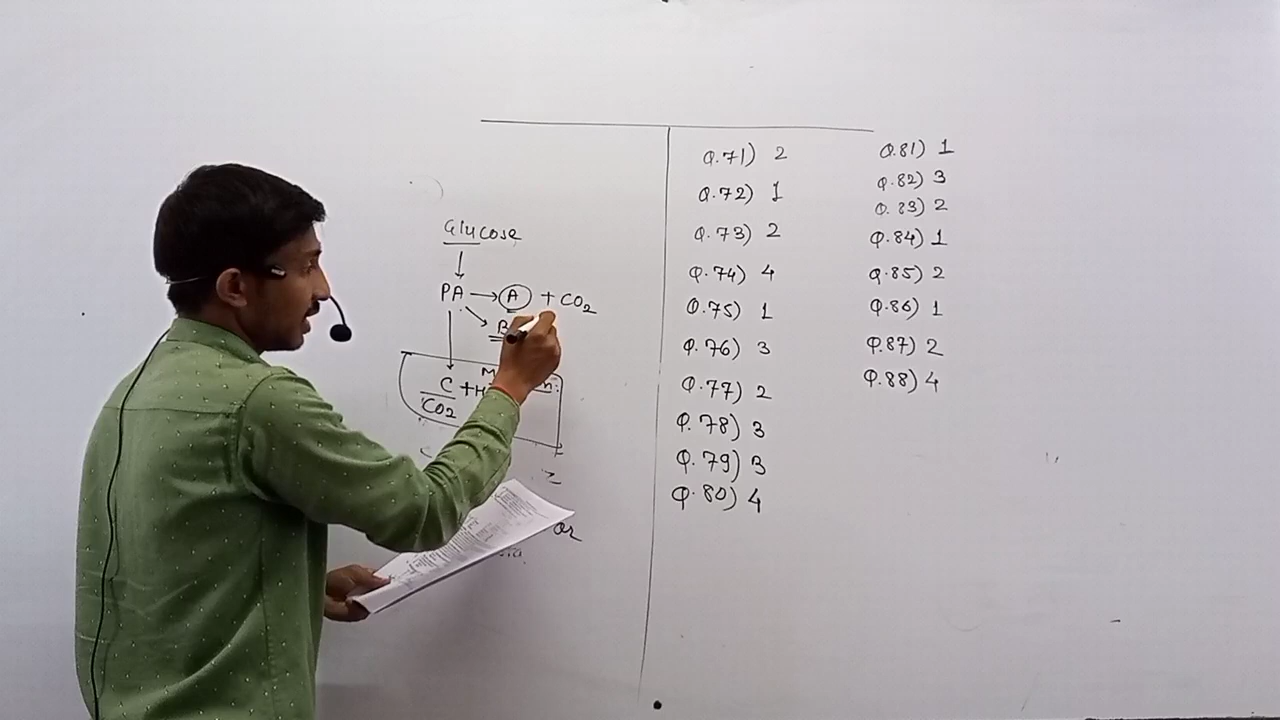 Glucose
PA → A + CO2
B
M
C + H
CO2
or
Q.71) 2
Q.72) 1
Q.73) 2
Q.74) 4
Q.75) 1
Q.76) 3
Q.77) 2
Q.78) 3
Q.79) 3
Q.80) 4
Q.81) 1
Q.82) 3
Q.83) 2
Q.84) 1
Q.85) 2
Q.86) 1
Q.87) 2
Q.88) 4